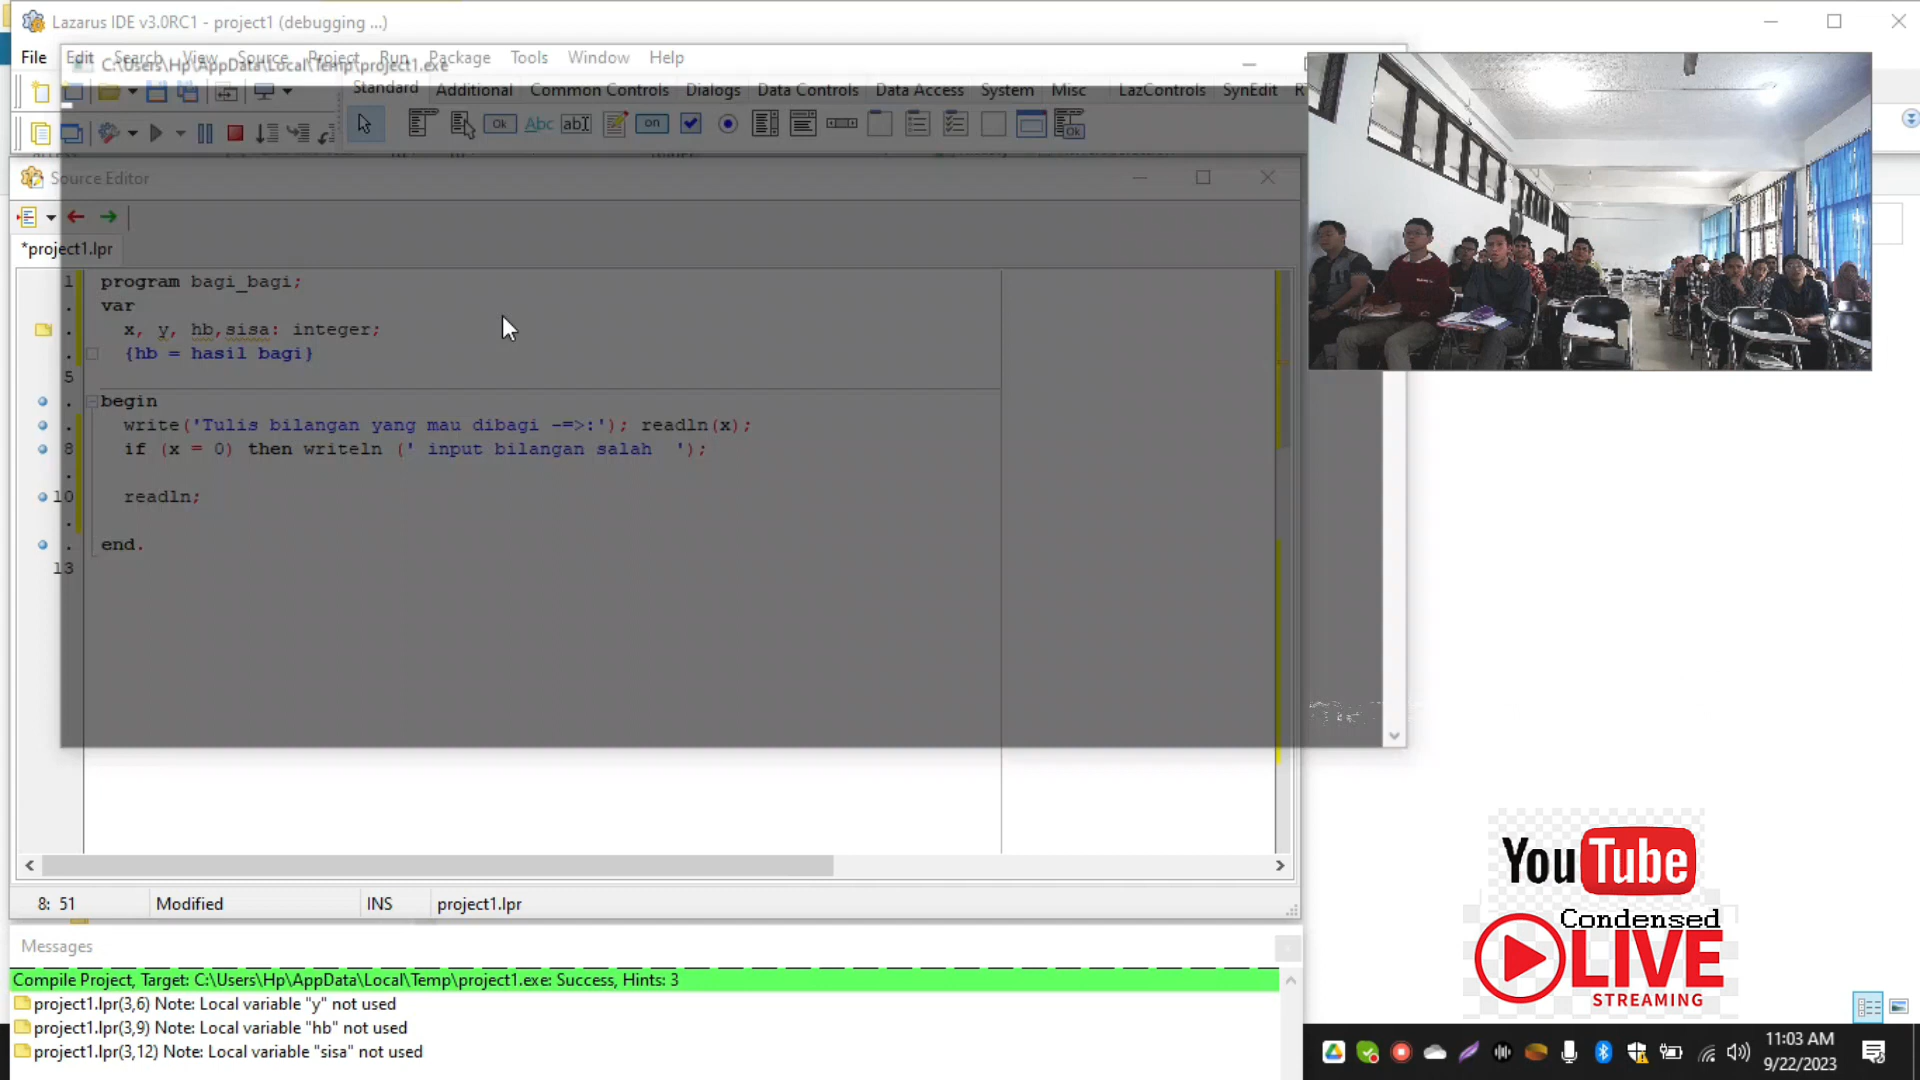 Lazarus IDE v3.0RC1 - project1 (debugging ...)
File Edit Search View Source Project Run Package Tools Window Help
C:\Users\Hp\AppData\Local\Temp\project1.exe
Standard Additional Common Controls Dialogs Data Controls Data Access System Misc LazControls SynEdit R
Ok Abc abI on Ok
Source Editor
*project1.lpr
1 program bagi_bagi;
. var
. x, y, hb,sisa: integer;
. {hb = hasil bagi}
5
. begin
. write('Tulis bilangan yang mau dibagi -=>:'); readln(x);
8 if (x = 0) then writeln (' input bilangan salah  ');
.
10 readln;
.
. end.
13
8: 51 Modified INS project1.lpr
Messages
Compile Project, Target: C:\Users\Hp\AppData\Local\Temp\project1.exe: Success, Hints: 3
project1.lpr(3,6) Note: Local variable "y" not used
project1.lpr(3,9) Note: Local variable "hb" not used
project1.lpr(3,12) Note: Local variable "sisa" not used
YouTube
Condensed
LIVE
STREAMING
11:03 AM
9/22/2023